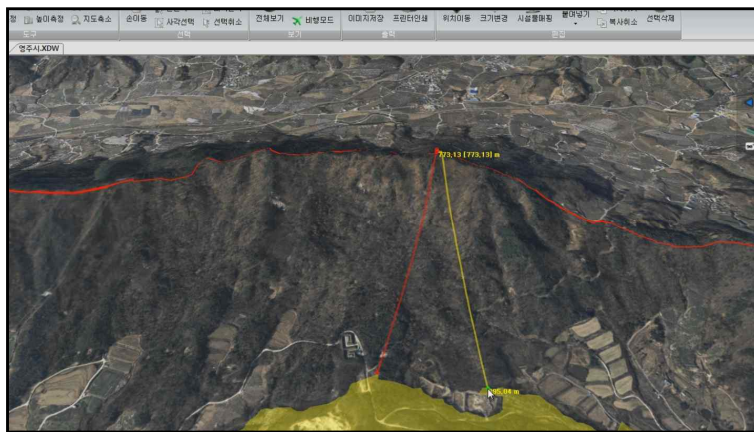 정 높이측정 지도축소 손이동 사각선택 선택취소 전체보기 비행모드 이미지저장 프린터인쇄 위치이동 크기변경 시설물매핑 붙여넣기 복사취소 선택삭제
도구 선택 보기 출력 편집
영주시.XDW
773,13 [773,13] m